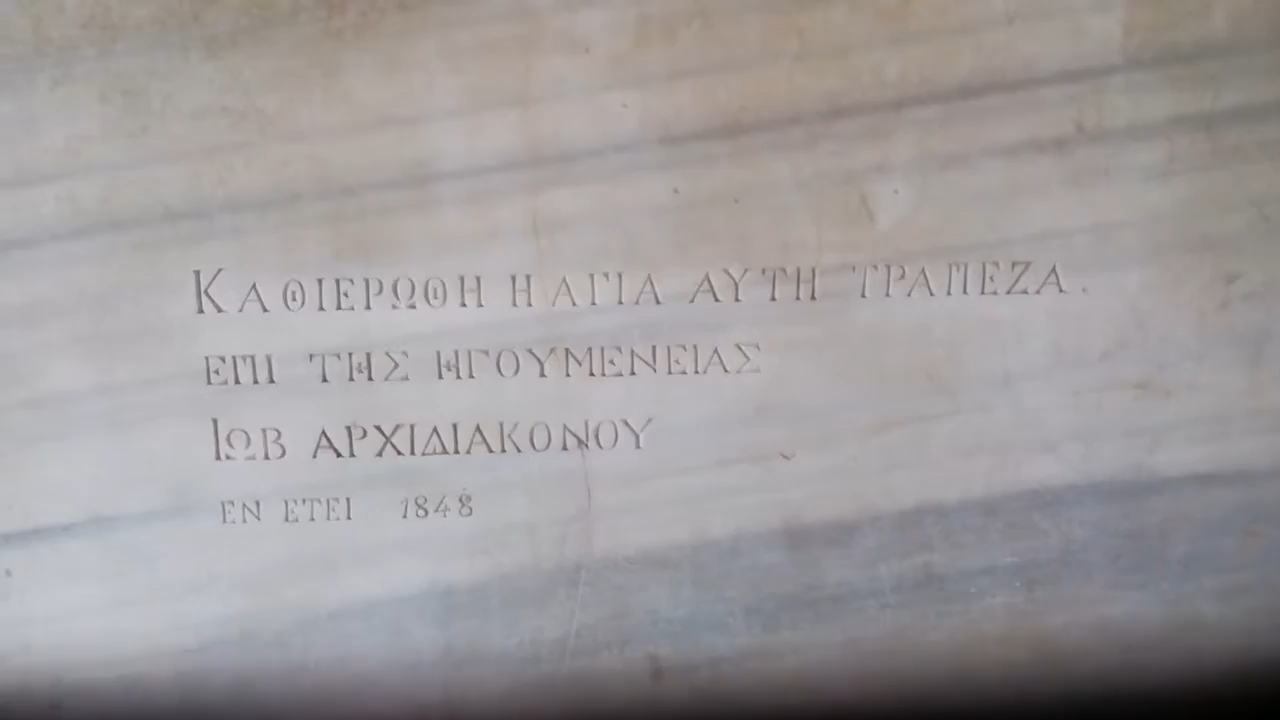 ΚΑΘΙΕΡΩΘΗ Η ΑΓΙΑ ΑΥΤΗ ΤΡΑΠΕΖΑ.
ΕΠΙ ΤΗΣ ΗΓΟΥΜΕΝΕΙΑΣ
ΙΩΒ ΑΡΧΙΔΙΑΚΟΝΟΥ
ΕΝ ΕΤΕΙ 1848